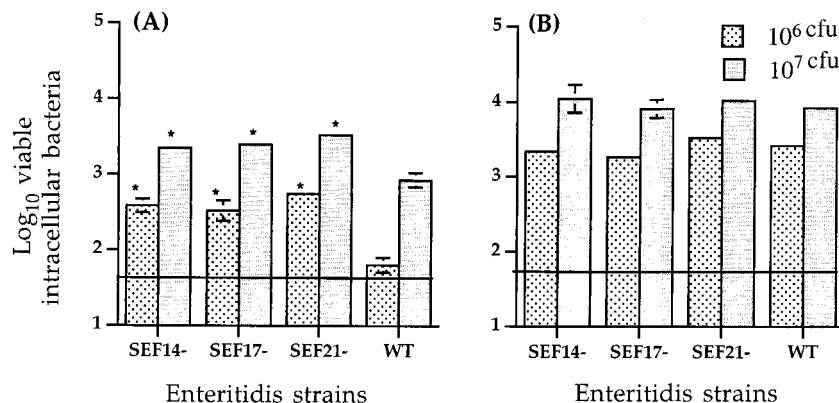 (A)
(B)
10⁶ cfu
10⁷ cfu
Log₁₀ viable
intracellular bacteria
5
4
3
2
1
*
*
*
*
*
*
SEF14-
SEF17-
SEF21-
WT
Enteritidis strains
5
4
3
2
1
SEF14-
SEF17-
SEF21-
WT
Enteritidis strains